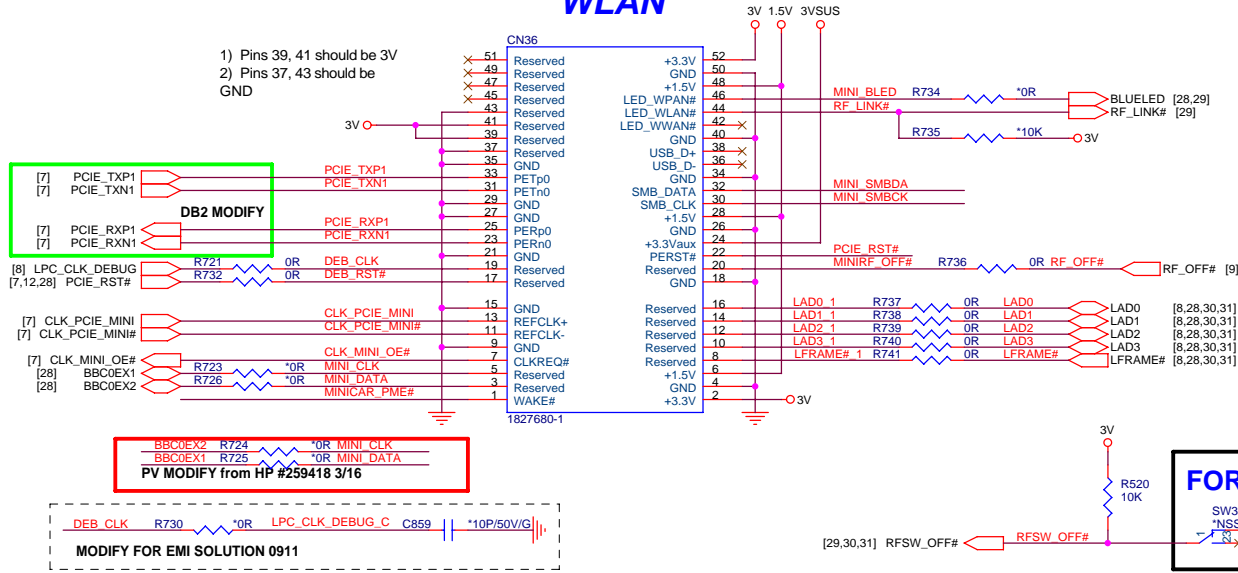 WLAN
3V 1.5V 3VSUS
1) Pins 39, 41 should be 3V
2) Pins 37, 43 should be
GND
CN36
51 Reserved +3.3V 52
49 Reserved GND 50
47 Reserved +1.5V 48
45 Reserved LED_WPAN# 46 MINI_BLED R734 *0R BLUELED [28,29]
43 Reserved LED_WLAN# 44 RF_LINK# RF_LINK# [29]
3V 41 Reserved LED_WWAN# 42
39 Reserved GND 40 R735 *10K 3V
37 Reserved USB_D+ 38
35 GND USB_D- 36
[7] PCIE_TXP1 PCIE_TXP1 33 PETp0 GND 34
[7] PCIE_TXN1 PCIE_TXN1 31 PETn0 SMB_DATA 32 MINI_SMBDA
29 GND SMB_CLK 30 MINI_SMBCK
DB2 MODIFY
27 GND +1.5V 28
[7] PCIE_RXP1 PCIE_RXP1 25 PERp0 GND 26
[7] PCIE_RXN1 PCIE_RXN1 23 PERn0 +3.3Vaux 24
21 GND PERST# 22 PCIE_RST#
[8] LPC_CLK_DEBUG R721 0R DEB_CLK 19 Reserved Reserved 20 MINIRF_OFF# R736 0R RF_OFF# RF_OFF# [9]
[7,12,28] PCIE_RST# R732 0R DEB_RST# 17 Reserved GND 18
15 GND Reserved 16 LAD0_1 R737 0R LAD0 LAD0 [8,28,30,31]
[7] CLK_PCIE_MINI CLK_PCIE_MINI 13 REFCLK+ Reserved 14 LAD1_1 R738 0R LAD1 LAD1 [8,28,30,31]
[7] CLK_PCIE_MINI# CLK_PCIE_MINI# 11 REFCLK- Reserved 12 LAD2_1 R739 0R LAD2 LAD2 [8,28,30,31]
9 GND Reserved 10 LAD3_1 R740 0R LAD3 LAD3 [8,28,30,31]
[7] CLK_MINI_OE# CLK_MINI_OE# 7 CLKREQ# Reserved 8 LFRAME#_1 R741 0R LFRAME# LFRAME# [8,28,30,31]
[28] BBC0EX1 R723 *0R MINI_CLK 5 Reserved +1.5V 6
[28] BBC0EX2 R726 *0R MINI_DATA 3 Reserved GND 4
MINICAR_PME# 1 WAKE# +3.3V 2 3V
1827680-1
BBC0EX2 R724 *0R MINI_CLK
BBC0EX1 R725 *0R MINI_DATA
PV MODIFY from HP #259418 3/16
DEB_CLK R730 *0R LPC_CLK_DEBUG_C C859 *10P/50V/G
MODIFY FOR EMI SOLUTION 0911
3V
R520
10K
[29,30,31] RFSW_OFF# RFSW_OFF#
FOR
SW3
*NSS
1